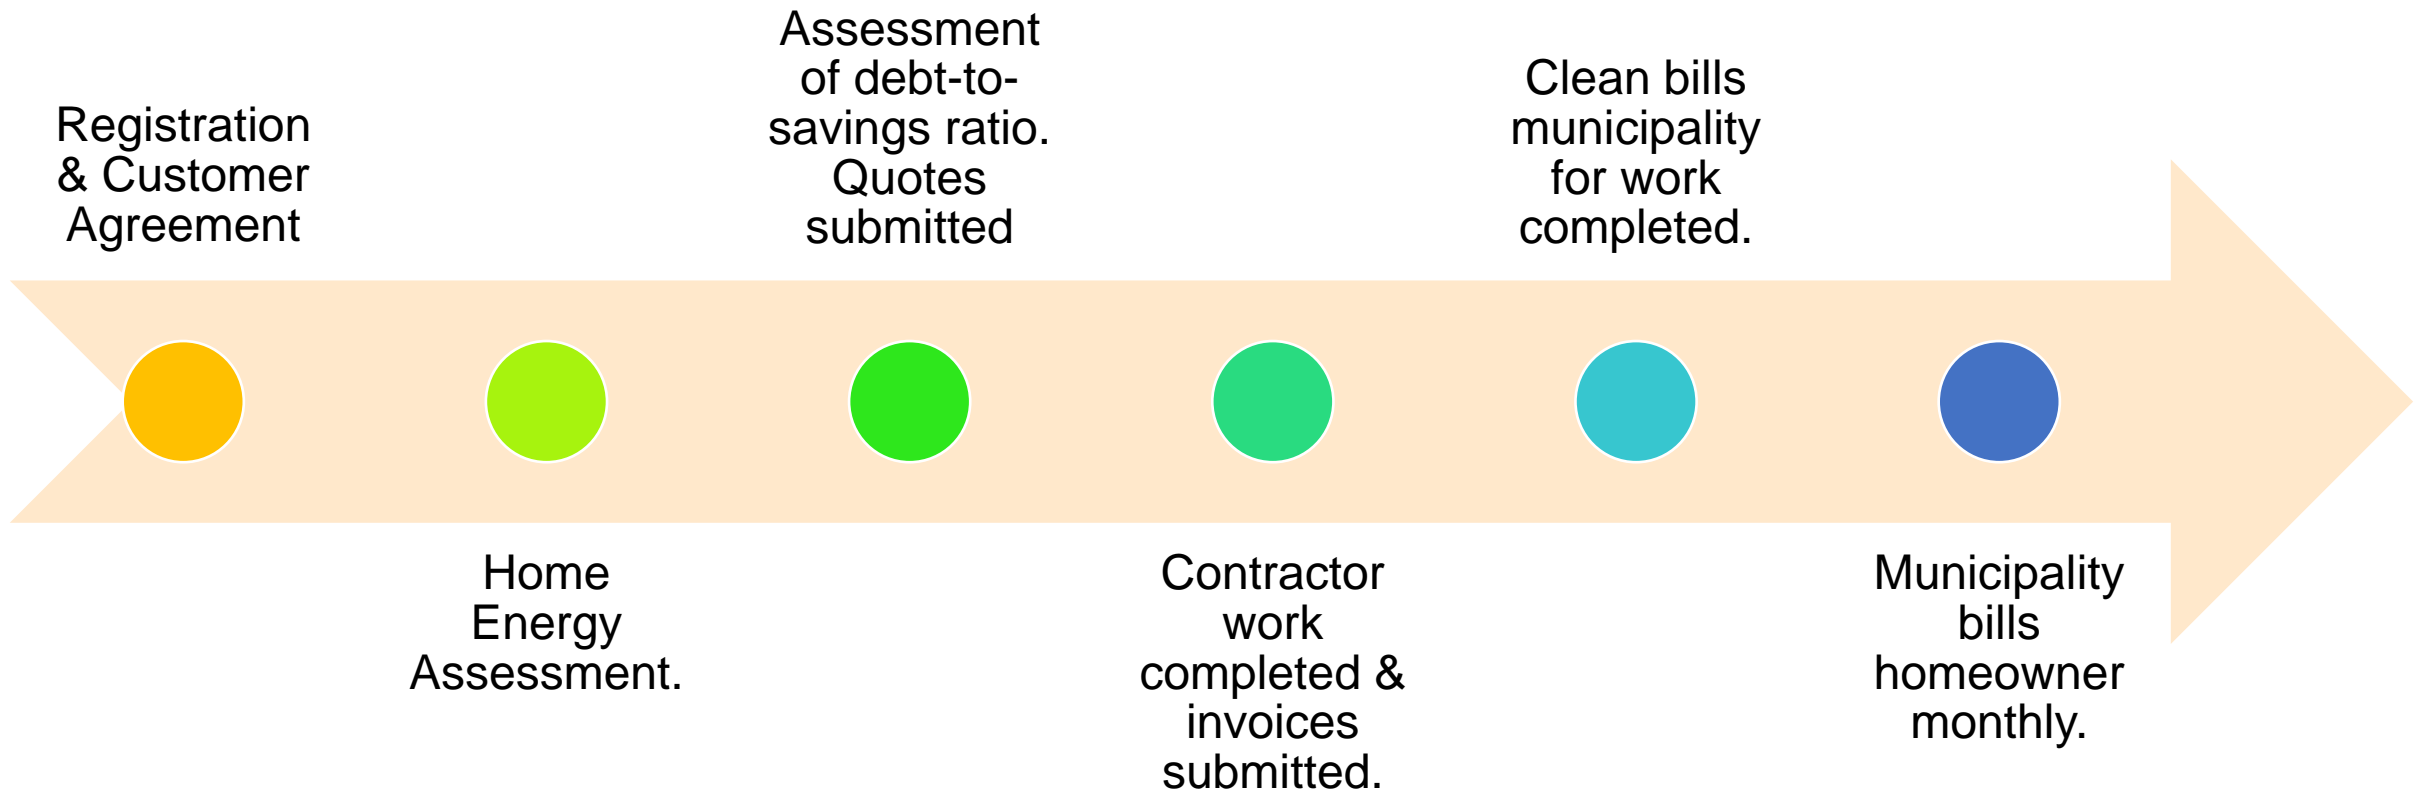 Registration
& Customer
Agreement
Home
Energy
Assessment.
Assessment
of debt-to-
savings ratio.
Quotes
submitted
Contractor
work
completed &
invoices
submitted.
Clean bills
municipality
for work
completed.
Municipality
bills
homeowner
monthly.